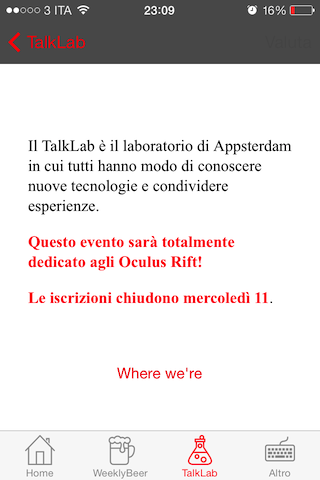 3 ITA 23:09 16%
TalkLab
Il TalkLab è il laboratorio di Appsterdam
in cui tutti hanno modo di conoscere
nuove tecnologie e condividere
esperienze.
Questo evento sarà totalmente
dedicato agli Oculus Rift!
Le iscrizioni chiudono mercoledì 11.
Where we're
Home WeeklyBeer TalkLab Altro